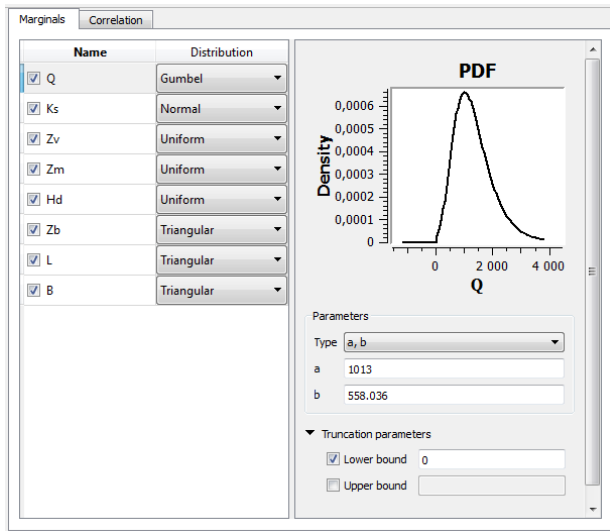 Marginals Correlation
Name Distribution
Q Gumbel
Ks Normal
Zv Uniform
Zm Uniform
Hd Uniform
Zb Triangular
L Triangular
B Triangular
PDF
0,0006
0,0005
0,0004
0,0003
0,0002
0,0001
0
Density
0 2 000 4 000
Q
Parameters
Type a, b
a 1013
b 558.036
Truncation parameters
Lower bound 0
Upper bound